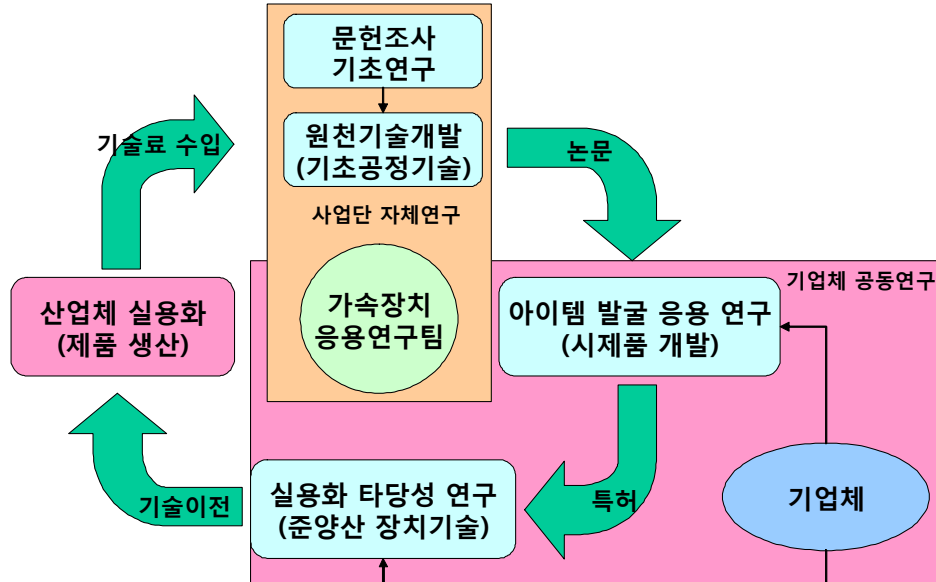 문헌조사
기초연구
기술료 수입
원천기술개발
(기초공정기술)
논문
사업단 자체연구
기업체 공동연구
산업체 실용화
(제품 생산)
가속장치
응용연구팀
아이템 발굴 응용 연구
(시제품 개발)
기술이전
실용화 타당성 연구
(준양산 장치기술)
특허
기업체